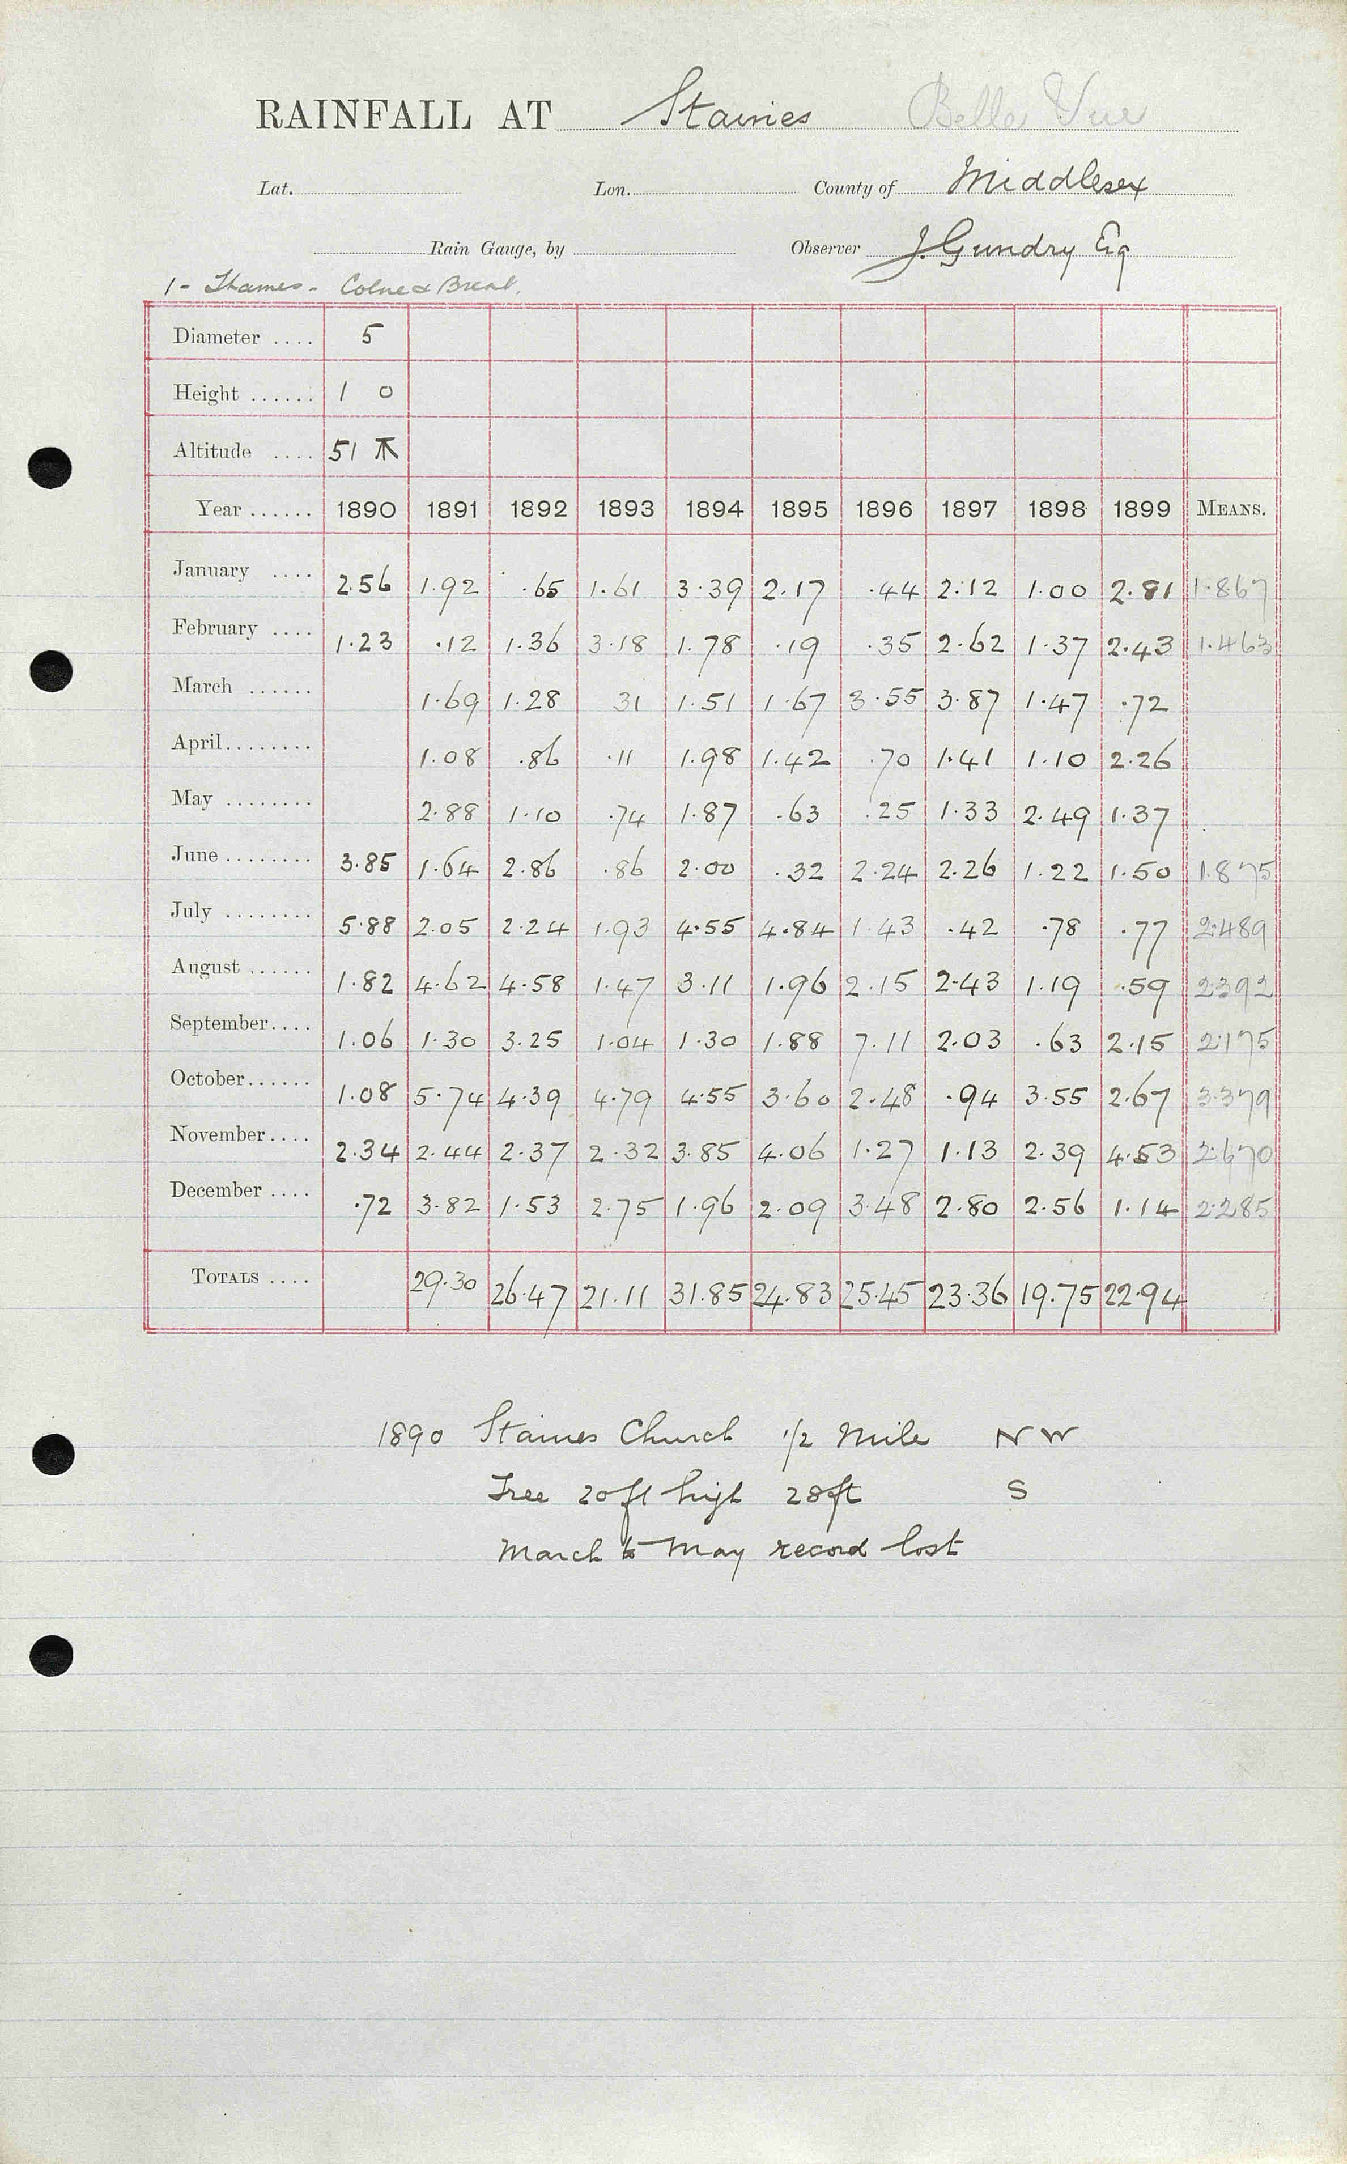 RAINFALL AT Staines Belle Vue
Lat. Lon. County of Middlesex
Rain Gauge, by Observer J. Gundry Esq
1 - Thames - Colne & Brent.
Diameter .... 5
Height ...... 1 0
Altitude .... 51
Year ...... 1890 1891 1892 1893 1894 1895 1896 1897 1898 1899 MEANS.
January .... 2.56 1.92 .65 1.61 3.39 2.17 .44 2.12 1.00 2.81 1.867
February .... 1.23 .12 1.36 3.18 1.78 .19 .35 2.62 1.37 2.43 1.463
March ...... 1.69 1.28 31 1.51 1.67 3.55 3.87 1.47 .72
April........ 1.08 .86 .11 1.98 1.42 .70 1.41 1.10 2.26
May ........ 2.88 1.10 .74 1.87 .63 .25 1.33 2.49 1.37
June ........ 3.85 1.64 2.86 .86 2.00 .32 2.24 2.26 1.22 1.50 1.875
July ........ 5.88 2.05 2.24 1.93 4.55 4.84 1.43 .42 .78 .77 2.489
August ...... 1.82 4.62 4.58 1.47 3.11 1.96 2.15 2.43 1.19 .59 2.392
September.... 1.06 1.30 3.25 1.04 1.30 1.88 7.11 2.03 .63 2.15 2.175
October...... 1.08 5.74 4.39 4.79 4.55 3.60 2.48 .94 3.55 2.67 3.379
November.... 2.34 2.44 2.37 2.32 3.85 4.06 1.27 1.13 2.39 4.53 2.670
December .... .72 3.82 1.53 2.75 1.96 2.09 3.48 2.80 2.56 1.14 2.285
TOTALS .... 29.30 26.47 21.11 31.85 24.83 25.45 23.36 19.75 22.94
1890 Staines Church 1/2 Mile NW
Tree 20ft high 28ft S
March to May record lost